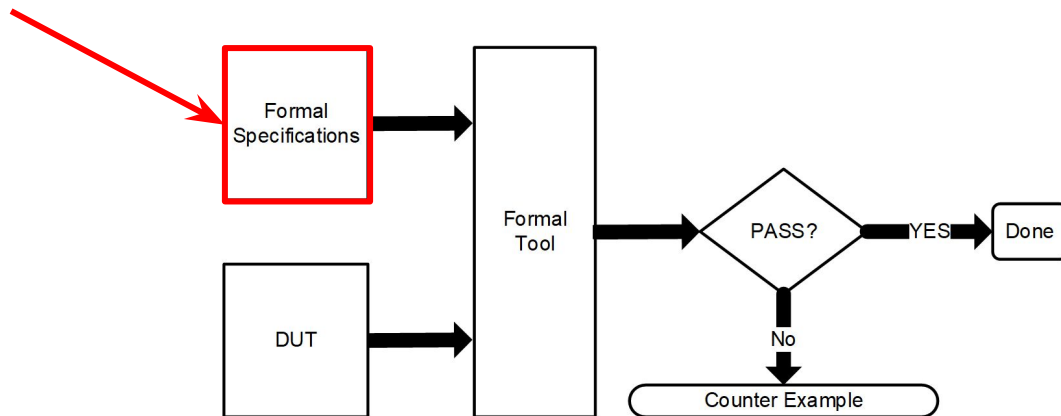 Formal
Specifications
Formal
Tool
PASS?
YES
Done
DUT
No
Counter Example